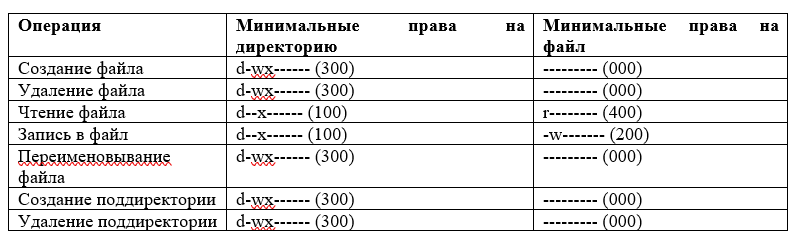 Операция Минимальные права на директорию Минимальные права на файл
Создание файла d-wx------ (300) --------- (000)
Удаление файла d-wx------ (300) --------- (000)
Чтение файла d--x------ (100) r-------- (400)
Запись в файл d--x------ (100) -w------- (200)
Переименовывание файла d-wx------ (300) --------- (000)
Создание поддиректории d-wx------ (300) --------- (000)
Удаление поддиректории d-wx------ (300) --------- (000)